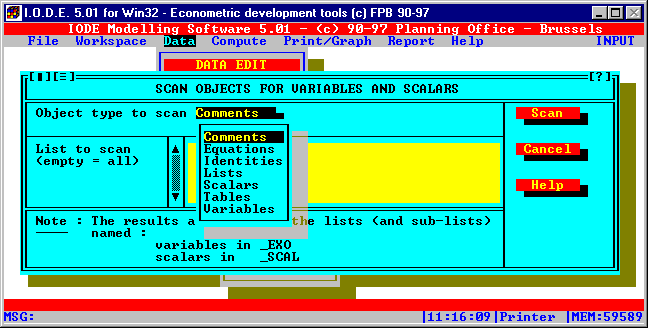 I.O.D.E. 5.01 for Win32 - Econometric development tools (c) FPB 90-97
IODE Modelling Software 5.01 - (c) 90-97 Planning Office - Brussels
File Workspace Data Compute Print/Graph Report Help INPUT
DATA EDIT
[?]
SCAN OBJECTS FOR VARIABLES AND SCALARS
Object type to scan Comments
Scan
Comments
Equations
Identities
Lists
Scalars
Tables
Variables
List to scan
(empty = all)
Cancel
Help
Note : The results a the lists (and sub-lists)
named :
variables in _EXO
scalars in _SCAL
MSG: |11:16:09|Printer |MEM:59589